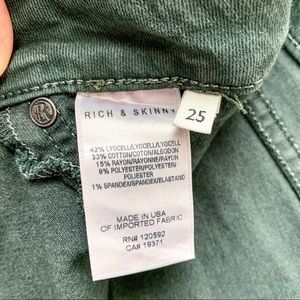 RICH & SKINNY
25
42% LYOCELL/LYOCELL/LYOCELL
33% COTTON/COTON/ALGODON
15% RAYON/RAYONNE/RAYON
9% POLYESTER/POLYESTER/
POLIESTER
1% SPANDEX/SPANDEX/ELASTANO
MADE IN USA
OF IMPORTED FABRIC
RN# 120592
CA# 19371